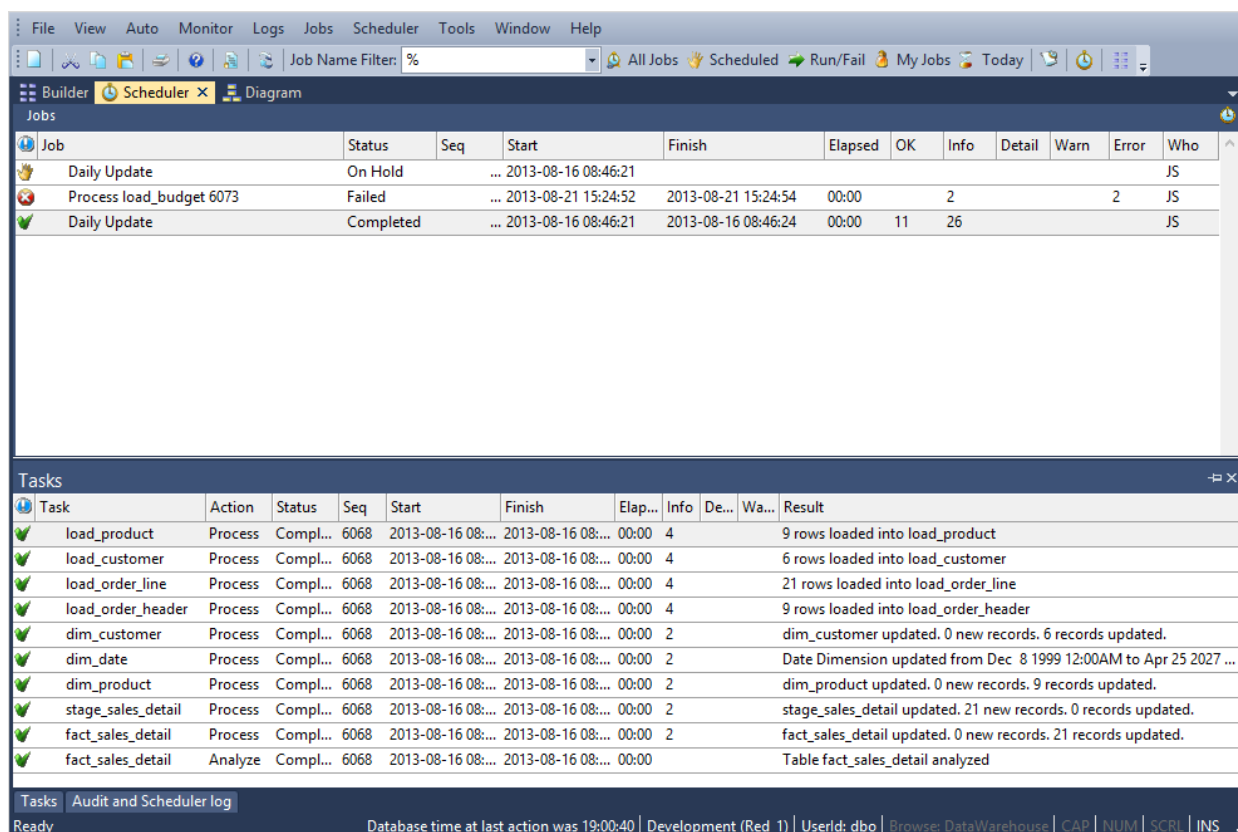 File View Auto Monitor Logs Jobs Scheduler Tools Window Help
Job Name Filter: % All Jobs Scheduled Run/Fail My Jobs Today
Builder Scheduler Diagram
Jobs
Job Status Seq Start Finish Elapsed OK Info Detail Warn Error Who
Daily Update On Hold ... 2013-08-16 08:46:21 JS
Process load_budget 6073 Failed ... 2013-08-21 15:24:52 2013-08-21 15:24:54 00:00 2 2 JS
Daily Update Completed ... 2013-08-16 08:46:21 2013-08-16 08:46:24 00:00 11 26 JS
Tasks
Task Action Status Seq Start Finish Elap... Info De... Wa... Result
load_product Process Compl... 6068 2013-08-16 08:... 2013-08-16 08:... 00:00 4 9 rows loaded into load_product
load_customer Process Compl... 6068 2013-08-16 08:... 2013-08-16 08:... 00:00 4 6 rows loaded into load_customer
load_order_line Process Compl... 6068 2013-08-16 08:... 2013-08-16 08:... 00:00 4 21 rows loaded into load_order_line
load_order_header Process Compl... 6068 2013-08-16 08:... 2013-08-16 08:... 00:00 4 9 rows loaded into load_order_header
dim_customer Process Compl... 6068 2013-08-16 08:... 2013-08-16 08:... 00:00 2 dim_customer updated. 0 new records. 6 records updated.
dim_date Process Compl... 6068 2013-08-16 08:... 2013-08-16 08:... 00:00 2 Date Dimension updated from Dec 8 1999 12:00AM to Apr 25 2027 ...
dim_product Process Compl... 6068 2013-08-16 08:... 2013-08-16 08:... 00:00 2 dim_product updated. 0 new records. 9 records updated.
stage_sales_detail Process Compl... 6068 2013-08-16 08:... 2013-08-16 08:... 00:00 2 stage_sales_detail updated. 21 new records. 0 records updated.
fact_sales_detail Process Compl... 6068 2013-08-16 08:... 2013-08-16 08:... 00:00 2 fact_sales_detail updated. 0 new records. 21 records updated.
fact_sales_detail Analyze Compl... 6068 2013-08-16 08:... 2013-08-16 08:... 00:00 Table fact_sales_detail analyzed
Tasks Audit and Scheduler log
Ready Database time at last action was 19:00:40 Development (Red 1) UserId: dbo Browse: DataWarehouse CAP NUM SCRL INS